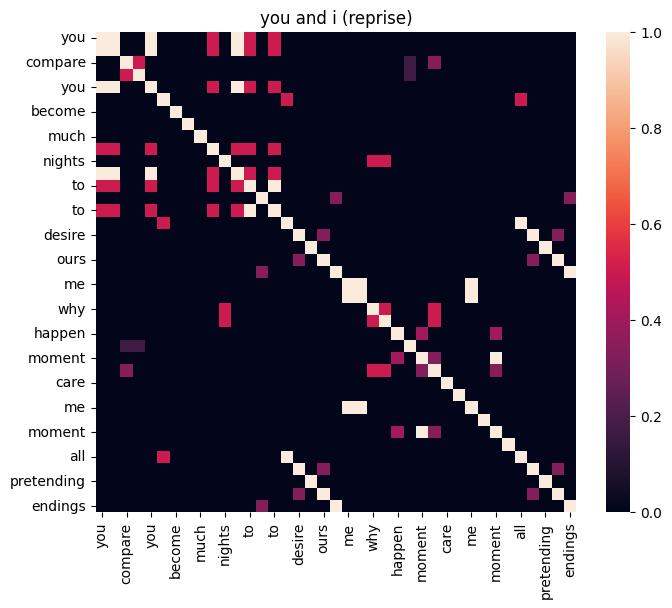 you and i (reprise)
you
compare
you
become
much
nights
to
to
desire
ours
me
why
happen
moment
care
me
moment
all
pretending
endings
1.0
0.8
0.6
0.4
0.2
0.0
you
compare
you
become
much
nights
to
to
desire
ours
me
why
happen
moment
care
me
moment
all
pretending
endings